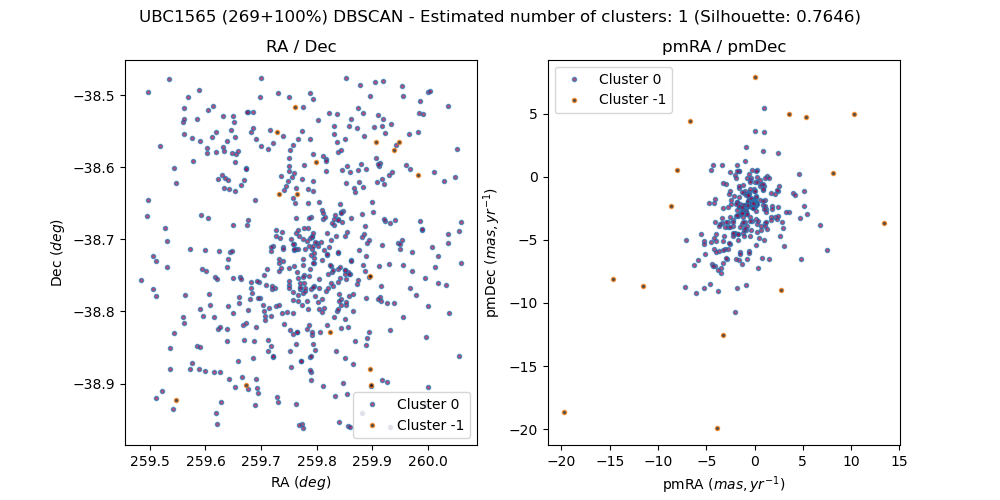 UBC1565 (269+100%) DBSCAN - Estimated number of clusters: 1 (Silhouette: 0.7646)
RA / Dec
−38.5
−38.6
−38.7
−38.8
−38.9
Dec (deg)
Cluster 0
Cluster -1
259.5 259.6 259.7 259.8 259.9 260.0
RA (deg)
pmRA / pmDec
Cluster 0
Cluster -1
5
0
−5
−10
−15
−20
pmDec (mas, yr⁻¹)
−20 −15 −10 −5 0 5 10 15
pmRA (mas, yr⁻¹)